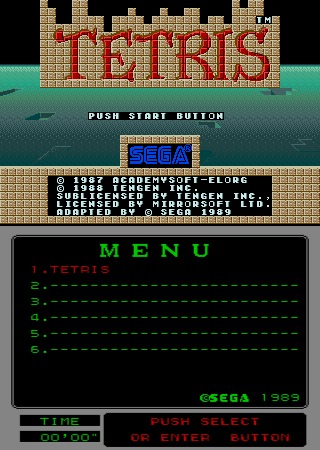 TETRIS TM
PUSH START BUTTON
SEGA®
© 1987 ACADEMYSOFT-ELORG
© 1988 TENGEN INC.
SUBLICENSED BY TENGEN INC.,
LICENSED BY MIRRORSOFT LTD.
ADAPTED BY © SEGA 1989
MENU
1.TETRIS
2.--------------------------
3.--------------------------
4.--------------------------
5.--------------------------
6.--------------------------
©SEGA 1989
TIME
00'00"
PUSH SELECT
OR ENTER BUTTON